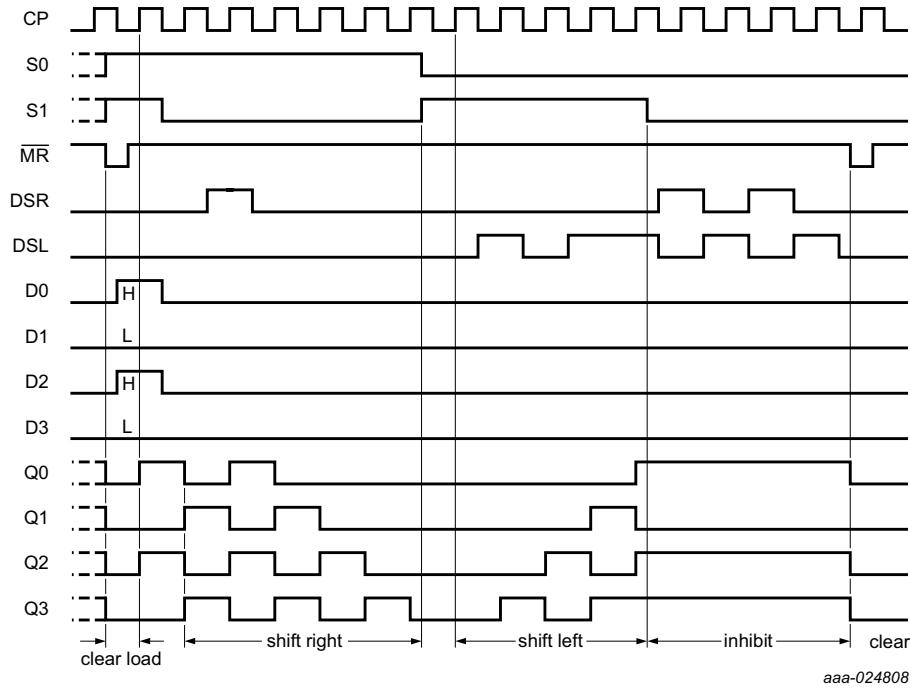 CP
S0
S1
MR
DSR
DSL
D0
H
D1
L
D2
H
D3
L
Q0
Q1
Q2
Q3
clear load
shift right
shift left
inhibit
clear
aaa-024808